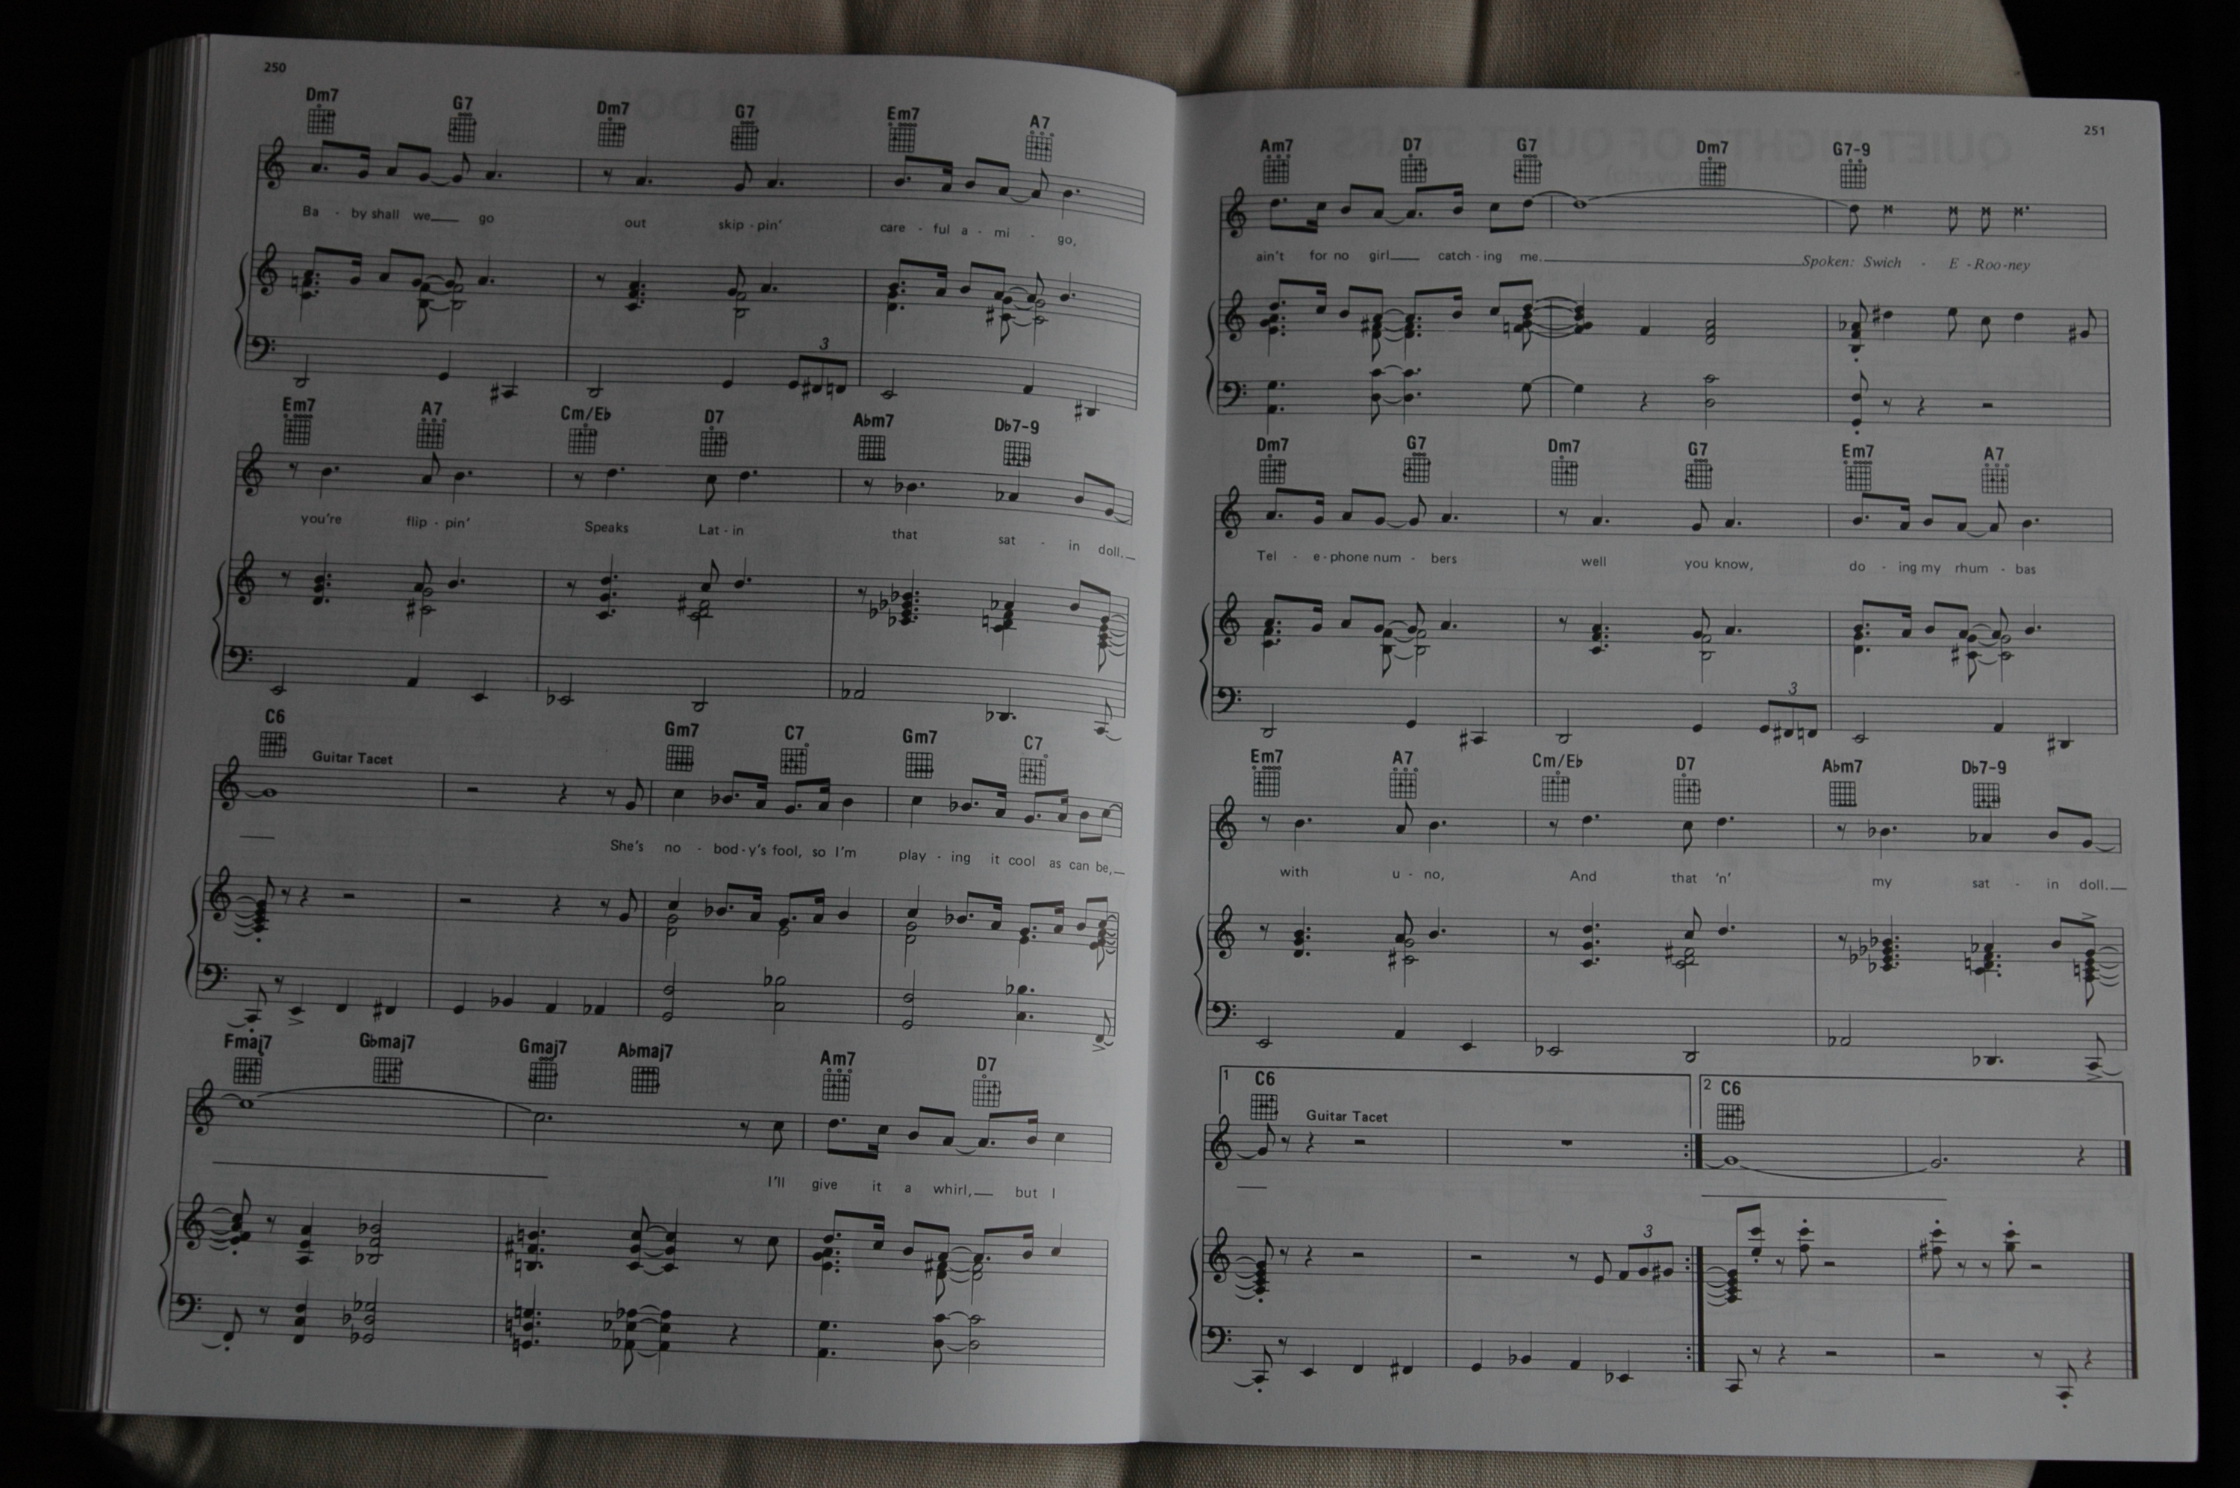 250
Dm7 G7 Dm7 G7 Em7 A7
Ba - by shall we go out skip - pin' care - ful a - mi - go,
3
Em7 A7 Cm/E♭ D7 A♭m7 D♭7-9
you're flip - pin' Speaks Lat - in that sat - in doll.
C6 Guitar Tacet Gm7 C7 Gm7 C7
She's no - bod - y's fool, so I'm play - ing it cool as can be,
Fmaj7 G♭maj7 Gmaj7 A♭maj7 Am7 D7
I'll give it a whirl, but I
251
Am7 D7 G7 Dm7 G7-9
ain't for no girl catch - ing me. Spoken: Swich - E - Roo - ney
Dm7 G7 Dm7 G7 Em7 A7
Tel - e - phone num - bers well you know, do - ing my rhum - bas
3
Em7 A7 Cm/E♭ D7 A♭m7 D♭7-9
with u - no, And that 'n' my sat - in doll.
1 C6 Guitar Tacet 2 C6
3